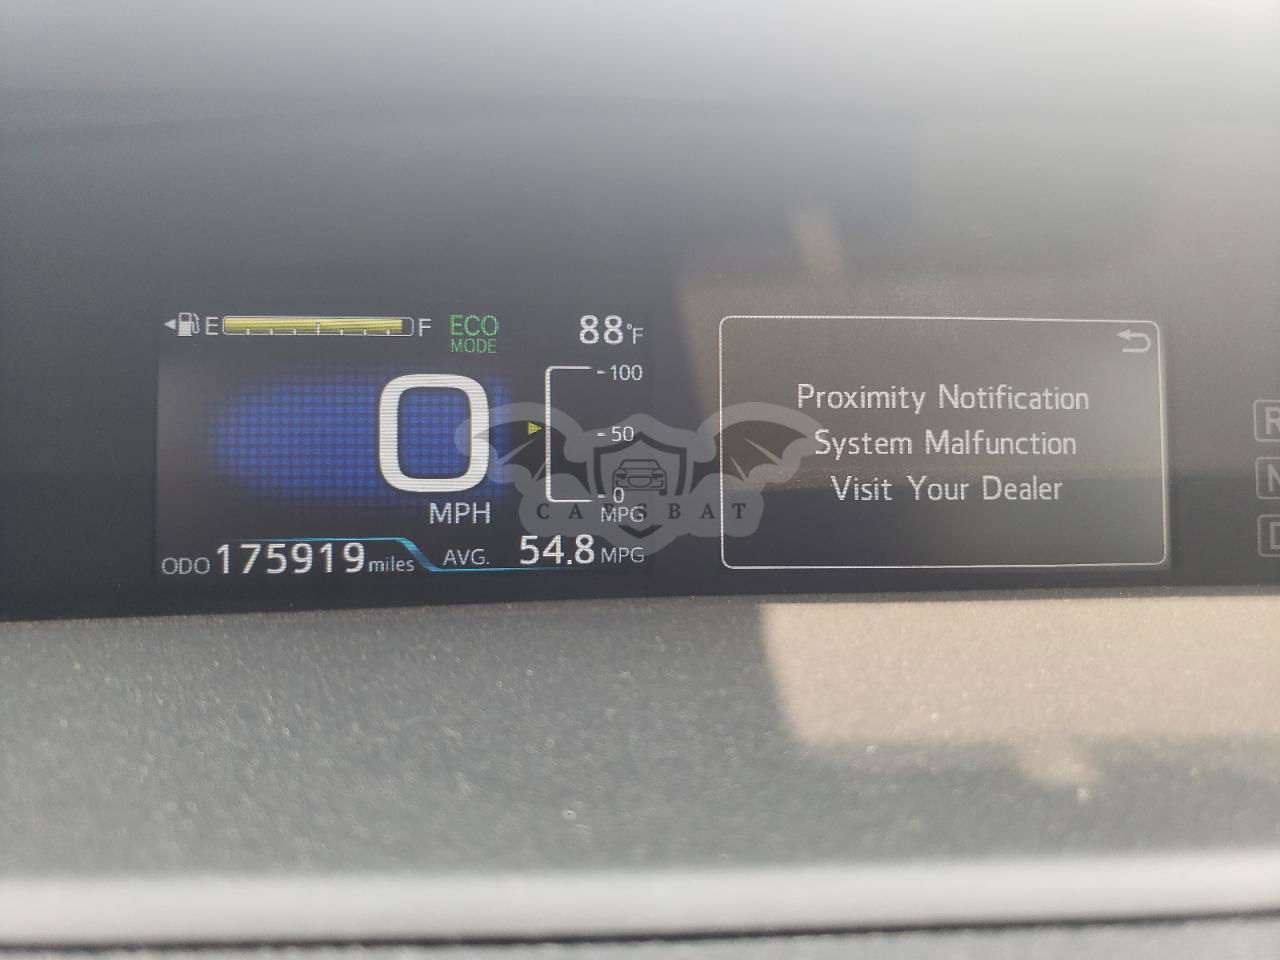 E F ECO 88°F
MODE
100
50
0
0
MPH MPG
ODO 175919 miles AVG. 54.8 MPG
Proximity Notification
System Malfunction
Visit Your Dealer
R
N
D
CARSBAT